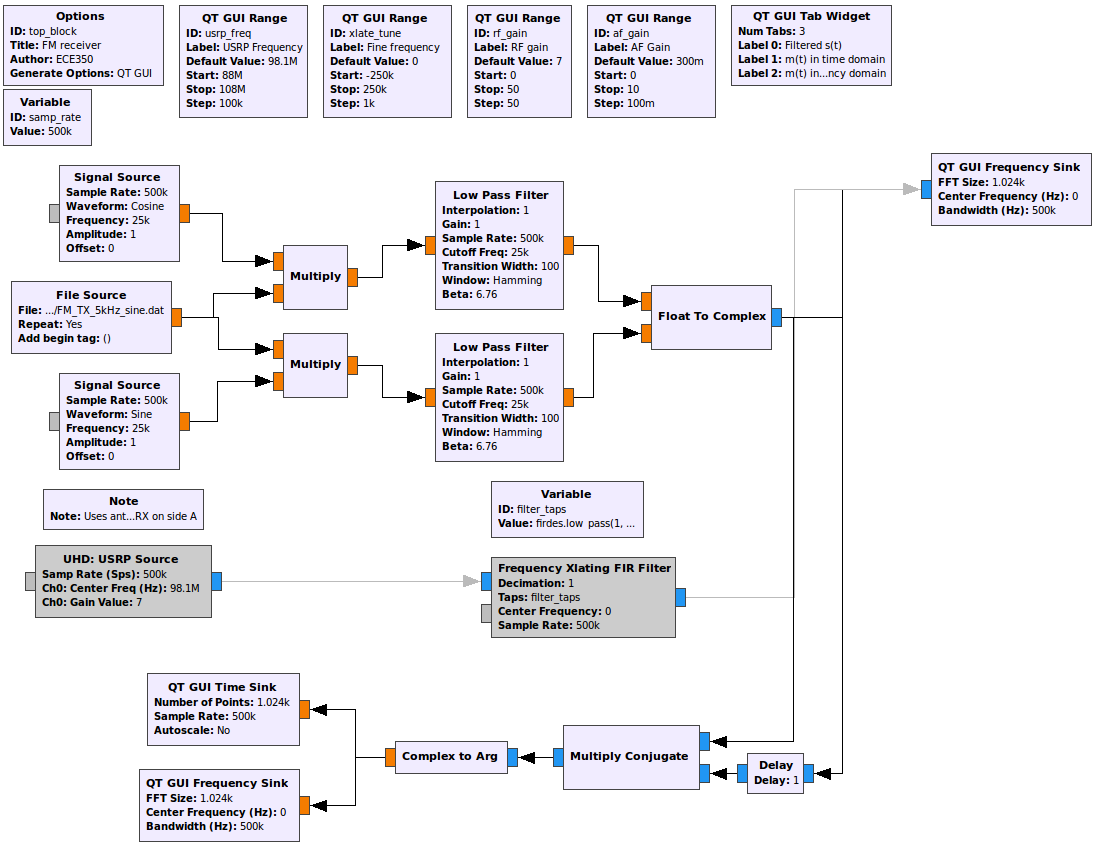 Options
ID: top_block
Title: FM receiver
Author: ECE350
Generate Options: QT GUI
QT GUI Range
ID: usrp_freq
Label: USRP Frequency
Default Value: 98.1M
Start: 88M
Stop: 108M
Step: 100k
QT GUI Range
ID: xlate_tune
Label: Fine frequency
Default Value: 0
Start: -250k
Stop: 250k
Step: 1k
QT GUI Range
ID: rf_gain
Label: RF gain
Default Value: 7
Start: 0
Stop: 50
Step: 50
QT GUI Range
ID: af_gain
Label: AF Gain
Default Value: 300m
Start: 0
Stop: 10
Step: 100m
QT GUI Tab Widget
Num Tabs: 3
Label 0: Filtered s(t)
Label 1: m(t) in time domain
Label 2: m(t) in...ncy domain
Variable
ID: samp_rate
Value: 500k
Signal Source
Sample Rate: 500k
Waveform: Cosine
Frequency: 25k
Amplitude: 1
Offset: 0
Low Pass Filter
Interpolation: 1
Gain: 1
Sample Rate: 500k
Cutoff Freq: 25k
Transition Width: 100
Window: Hamming
Beta: 6.76
QT GUI Frequency Sink
FFT Size: 1.024k
Center Frequency (Hz): 0
Bandwidth (Hz): 500k
Multiply
File Source
File: .../FM_TX_5kHz_sine.dat
Repeat: Yes
Add begin tag: ()
Float To Complex
Multiply
Low Pass Filter
Interpolation: 1
Gain: 1
Sample Rate: 500k
Cutoff Freq: 25k
Transition Width: 100
Window: Hamming
Beta: 6.76
Signal Source
Sample Rate: 500k
Waveform: Sine
Frequency: 25k
Amplitude: 1
Offset: 0
Note
Note: Uses ant...RX on side A
Variable
ID: filter_taps
Value: firdes.low_pass(1, ...
UHD: USRP Source
Samp Rate (Sps): 500k
Ch0: Center Freq (Hz): 98.1M
Ch0: Gain Value: 7
Frequency Xlating FIR Filter
Decimation: 1
Taps: filter_taps
Center Frequency: 0
Sample Rate: 500k
QT GUI Time Sink
Number of Points: 1.024k
Sample Rate: 500k
Autoscale: No
Complex to Arg
Multiply Conjugate
Delay
Delay: 1
QT GUI Frequency Sink
FFT Size: 1.024k
Center Frequency (Hz): 0
Bandwidth (Hz): 500k